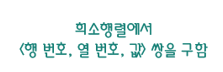 희소행렬에서
<행 번호, 열 번호, 값> 쌍을 구함